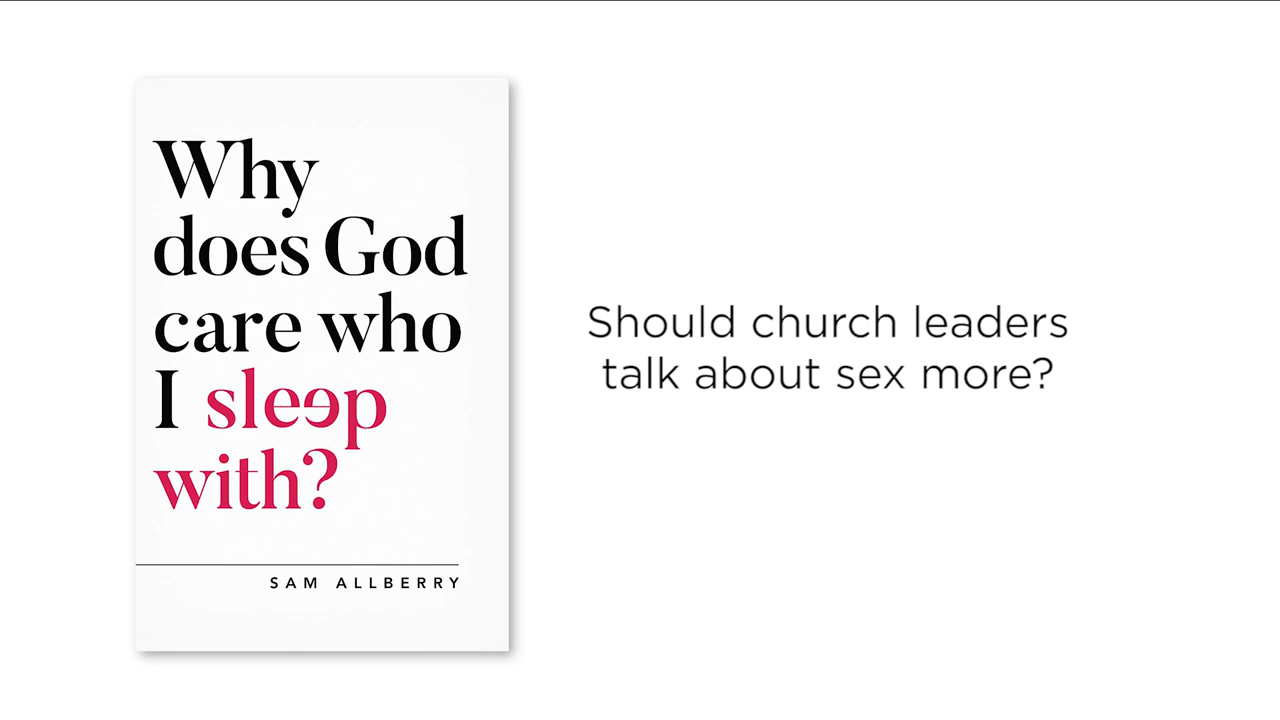 Why
does God
care who
I sleep
with?
SAM ALLBERRY
Should church leaders
talk about sex more?